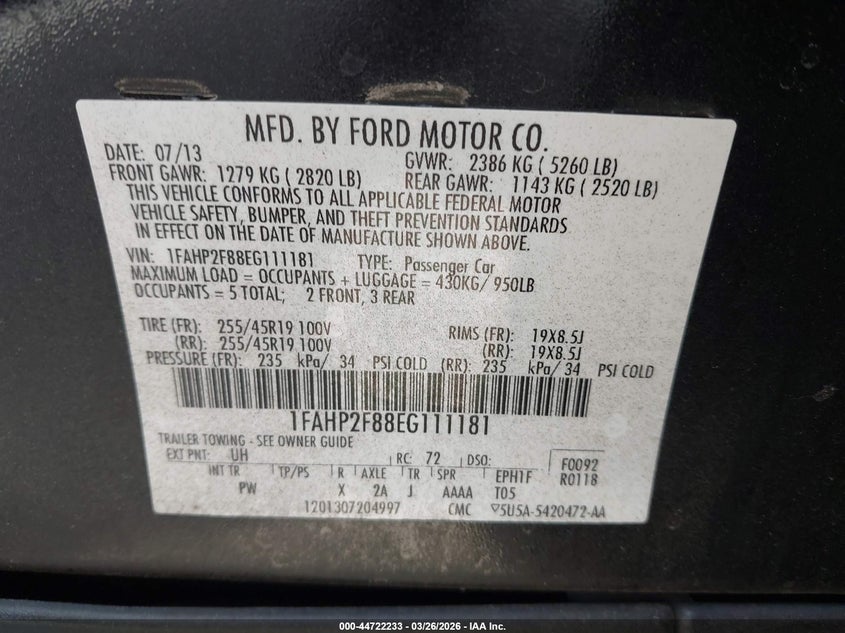 MFD. BY FORD MOTOR CO.
DATE: 07/13
GVWR: 2386 KG ( 5260 LB)
FRONT GAWR: 1279 KG ( 2820 LB)
REAR GAWR: 1143 KG ( 2520 LB)
THIS VEHICLE CONFORMS TO ALL APPLICABLE FEDERAL MOTOR
VEHICLE SAFETY, BUMPER, AND THEFT PREVENTION STANDARDS
IN EFFECT ON THE DATE OF MANUFACTURE SHOWN ABOVE.
VIN: 1FAHP2F88EG111181 TYPE: Passenger Car
MAXIMUM LOAD = OCCUPANTS + LUGGAGE = 430KG/ 950LB
OCCUPANTS = 5 TOTAL; 2 FRONT, 3 REAR
TIRE (FR): 255/45R19 100V RIMS (FR): 19X8.5J
(RR): 255/45R19 100V (RR): 19X8.5J
PRESSURE (FR): 235 kPa/ 34 PSI COLD (RR): 235 kPa/ 34 PSI COLD
1FAHP2F88EG111181
TRAILER TOWING - SEE OWNER GUIDE
EXT PNT: UH RC: 72 DSO: F0092
R0118
INT TR TP/PS R AXLE TR SPR EPH1F
PW X 2A J AAAA T05
1201307204997 CMC 5U5A-5420472-AA
000-44722233 - 03/26/2026 - IAA Inc.